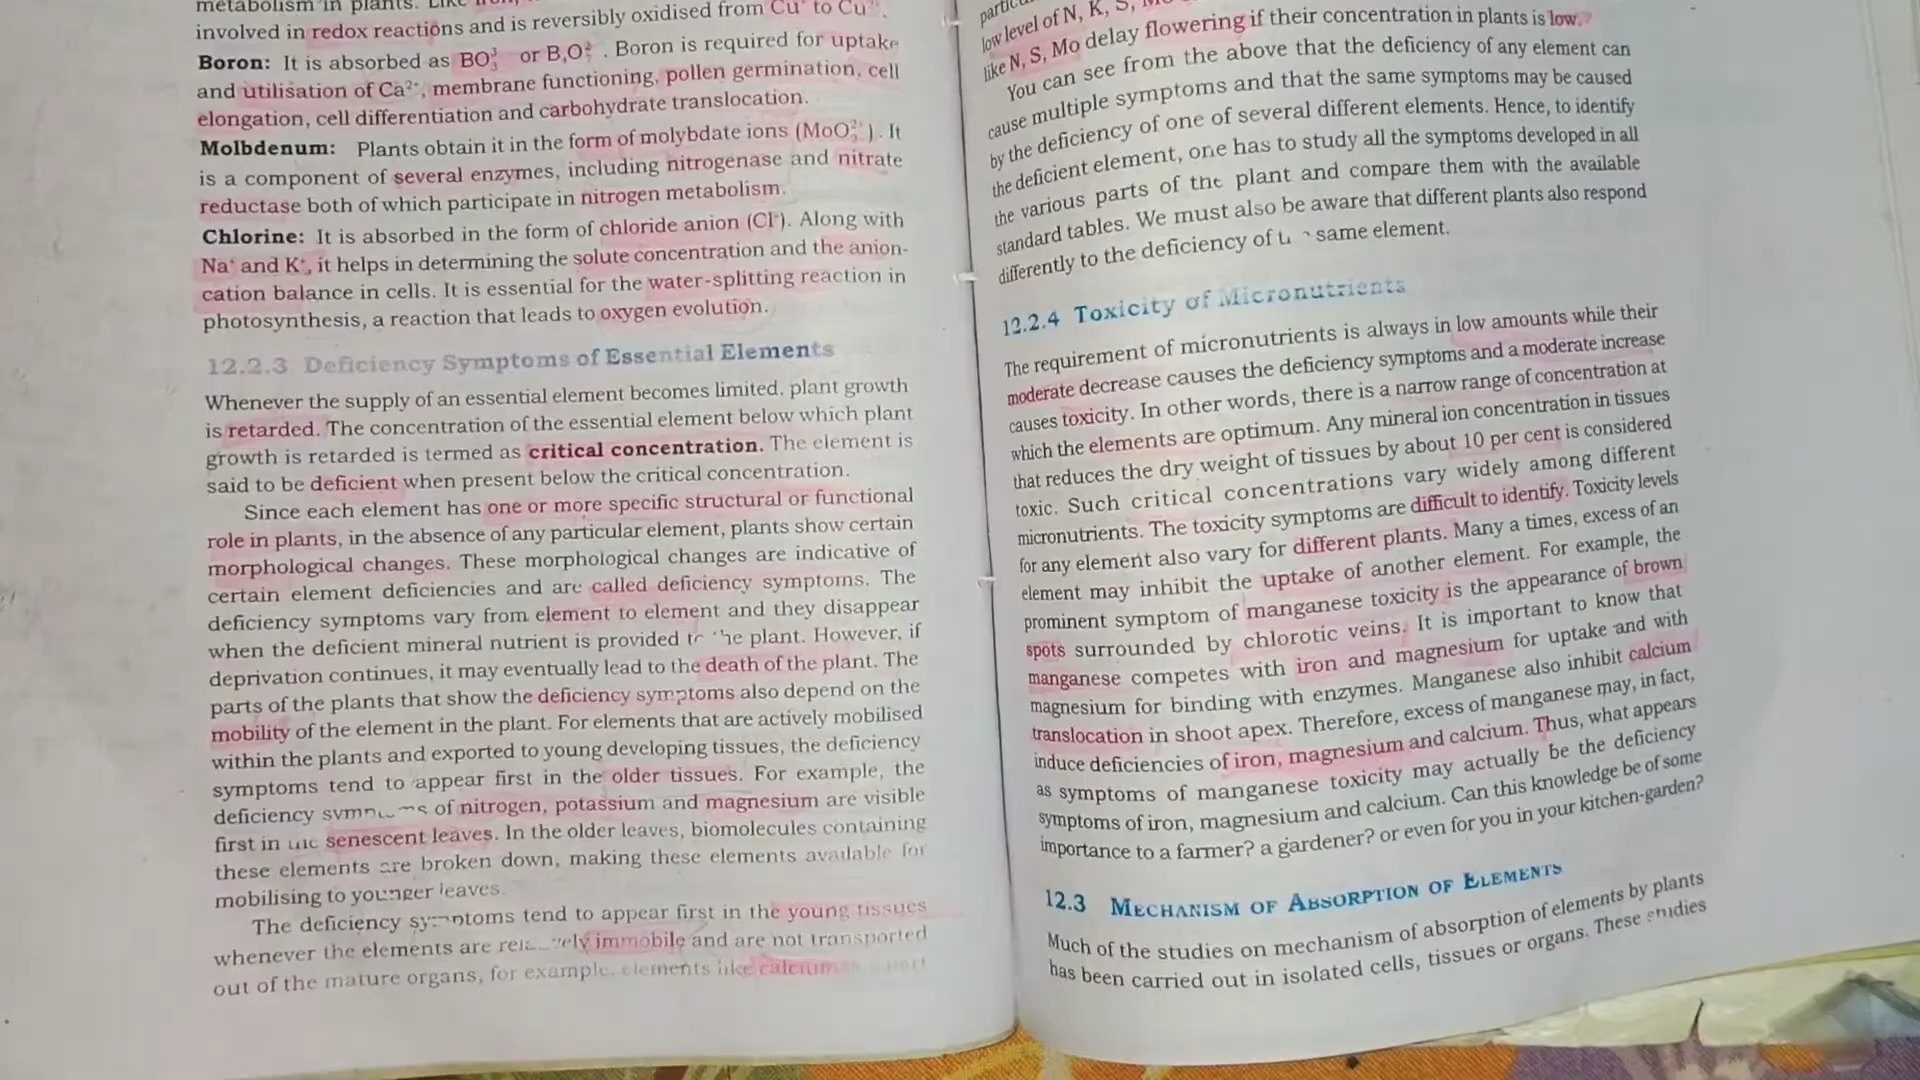 metabolism in plants. Like
involved in redox reactions and is reversibly oxidised from Cu⁺ to Cu²⁺.
Boron: It is absorbed as BO₃³⁻ or B₄O₇²⁻. Boron is required for uptake
and utilisation of Ca²⁺, membrane functioning, pollen germination, cell
elongation, cell differentiation and carbohydrate translocation.
Molbdenum: Plants obtain it in the form of molybdate ions (MoO₂²⁺). It
is a component of several enzymes, including nitrogenase and nitrate
reductase both of which participate in nitrogen metabolism.
Chlorine: It is absorbed in the form of chloride anion (Cl⁻). Along with
Na⁺ and K⁺, it helps in determining the solute concentration and the anion-
cation balance in cells. It is essential for the water-splitting reaction in
photosynthesis, a reaction that leads to oxygen evolution.
12.2.3 Deficiency Symptoms of Essential Elements
Whenever the supply of an essential element becomes limited, plant growth
is retarded. The concentration of the essential element below which plant
growth is retarded is termed as critical concentration. The element is
said to be deficient when present below the critical concentration.
Since each element has one or more specific structural or functional
role in plants, in the absence of any particular element, plants show certain
morphological changes. These morphological changes are indicative of
certain element deficiencies and are called deficiency symptoms. The
deficiency symptoms vary from element to element and they disappear
when the deficient mineral nutrient is provided to the plant. However, if
deprivation continues, it may eventually lead to the death of the plant. The
parts of the plants that show the deficiency symptoms also depend on the
mobility of the element in the plant. For elements that are actively mobilised
within the plants and exported to young developing tissues, the deficiency
symptoms tend to appear first in the older tissues. For example, the
deficiency symptoms of nitrogen, potassium and magnesium are visible
first in the senescent leaves. In the older leaves, biomolecules containing
these elements are broken down, making these elements available for
mobilising to younger leaves.
The deficiency symptoms tend to appear first in the young tissues
whenever the elements are relatively immobile and are not transported
out of the mature organs, for example, elements like calcium
low level of N, K, S, Mo
like N, S, Mo delay flowering if their concentration in plants is low.
You can see from the above that the deficiency of any element can
cause multiple symptoms and that the same symptoms may be caused
by the deficiency of one of several different elements. Hence, to identify
the deficient element, one has to study all the symptoms developed in all
the various parts of the plant and compare them with the available
standard tables. We must also be aware that different plants also respond
differently to the deficiency of the same element.
12.2.4 Toxicity of Micronutrients
The requirement of micronutrients is always in low amounts while their
moderate decrease causes the deficiency symptoms and a moderate increase
causes toxicity. In other words, there is a narrow range of concentration at
which the elements are optimum. Any mineral ion concentration in tissues
that reduces the dry weight of tissues by about 10 per cent is considered
toxic. Such critical concentrations vary widely among different
micronutrients. The toxicity symptoms are difficult to identify. Toxicity levels
for any element also vary for different plants. Many a times, excess of an
element may inhibit the uptake of another element. For example, the
prominent symptom of manganese toxicity is the appearance of brown
spots surrounded by chlorotic veins. It is important to know that
manganese competes with iron and magnesium for uptake and with
magnesium for binding with enzymes. Manganese also inhibit calcium
translocation in shoot apex. Therefore, excess of manganese may, in fact,
induce deficiencies of iron, magnesium and calcium. Thus, what appears
as symptoms of manganese toxicity may actually be the deficiency
symptoms of iron, magnesium and calcium. Can this knowledge be of some
importance to a farmer? a gardener? or even for you in your kitchen-garden?
12.3 MECHANISM OF ABSORPTION OF ELEMENTS
Much of the studies on mechanism of absorption of elements by plants
has been carried out in isolated cells, tissues or organs. These studies